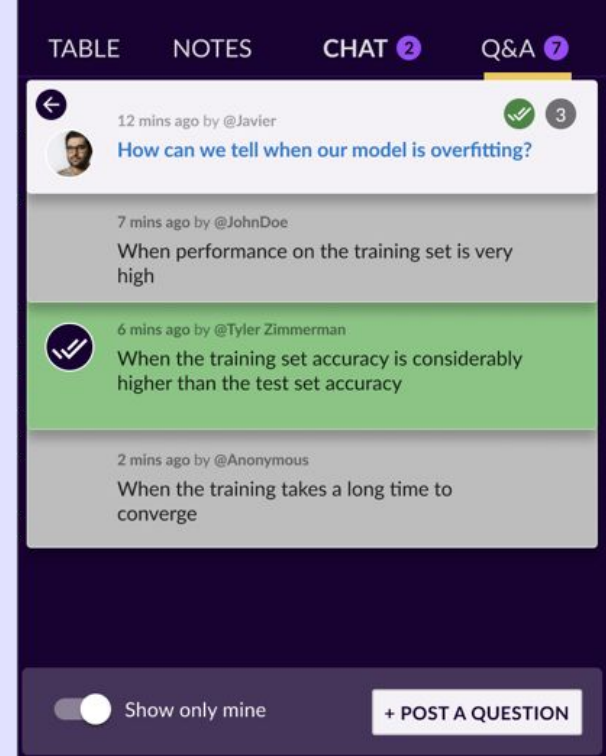 TABLE NOTES CHAT 2 Q&A 7
12 mins ago by @Javier 3
How can we tell when our model is overfitting?
7 mins ago by @JohnDoe
When performance on the training set is very
high
6 mins ago by @Tyler Zimmerman
When the training set accuracy is considerably
higher than the test set accuracy
2 mins ago by @Anonymous
When the training takes a long time to
converge
Show only mine + POST A QUESTION